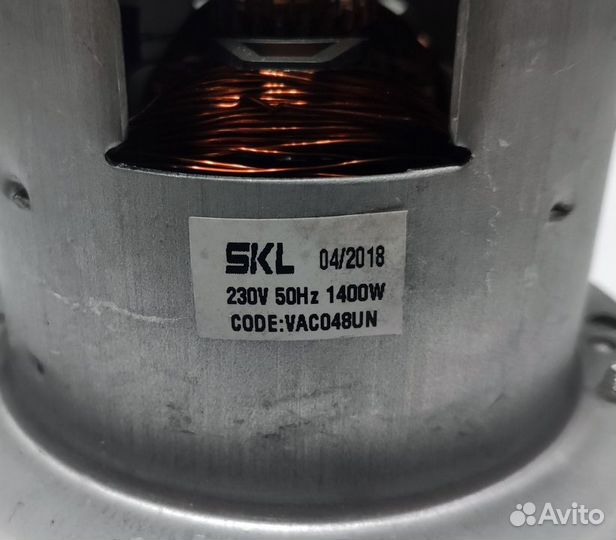 SKL 04/2018
230V 50Hz 1400W
CODE:VAC048UN
Avito